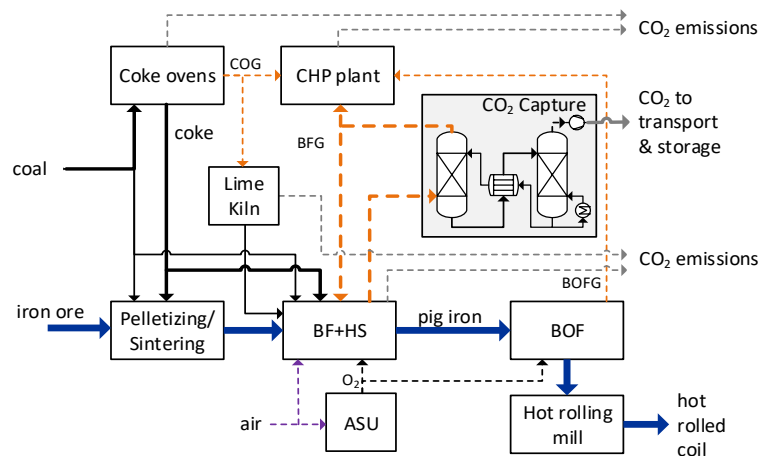 CO₂ emissions
Coke ovens
COG
CHP plant
CO₂ Capture
CO₂ to
transport
& storage
coke
BFG
coal
Lime
Kiln
M
CO₂ emissions
BOFG
iron ore
Pelletizing/
Sintering
BF+HS
pig iron
BOF
O₂
air
ASU
Hot rolling
mill
hot
rolled
coil